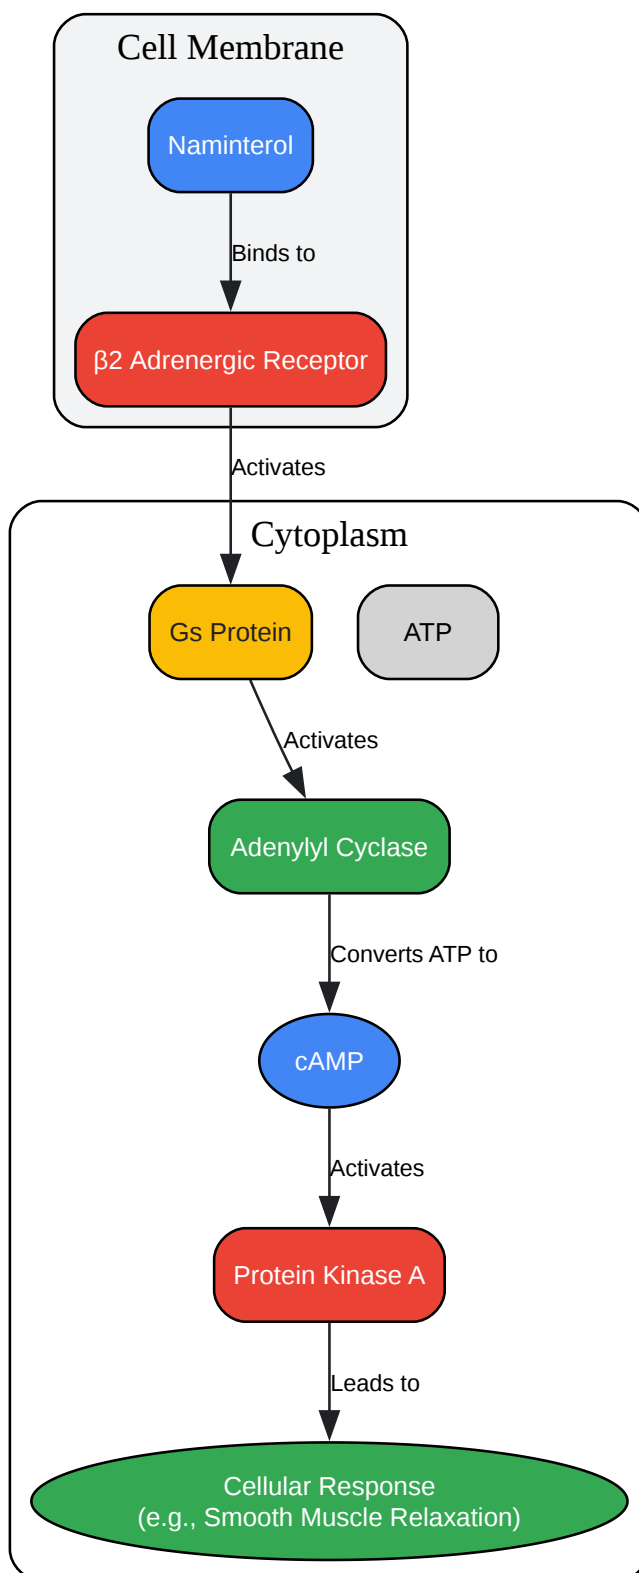 Cell Membrane
Naminterol
Binds to
β2 Adrenergic Receptor
Activates
Cytoplasm
Gs Protein
ATP
Activates
Adenylyl Cyclase
Converts ATP to
cAMP
Activates
Protein Kinase A
Leads to
Cellular Response
(e.g., Smooth Muscle Relaxation)